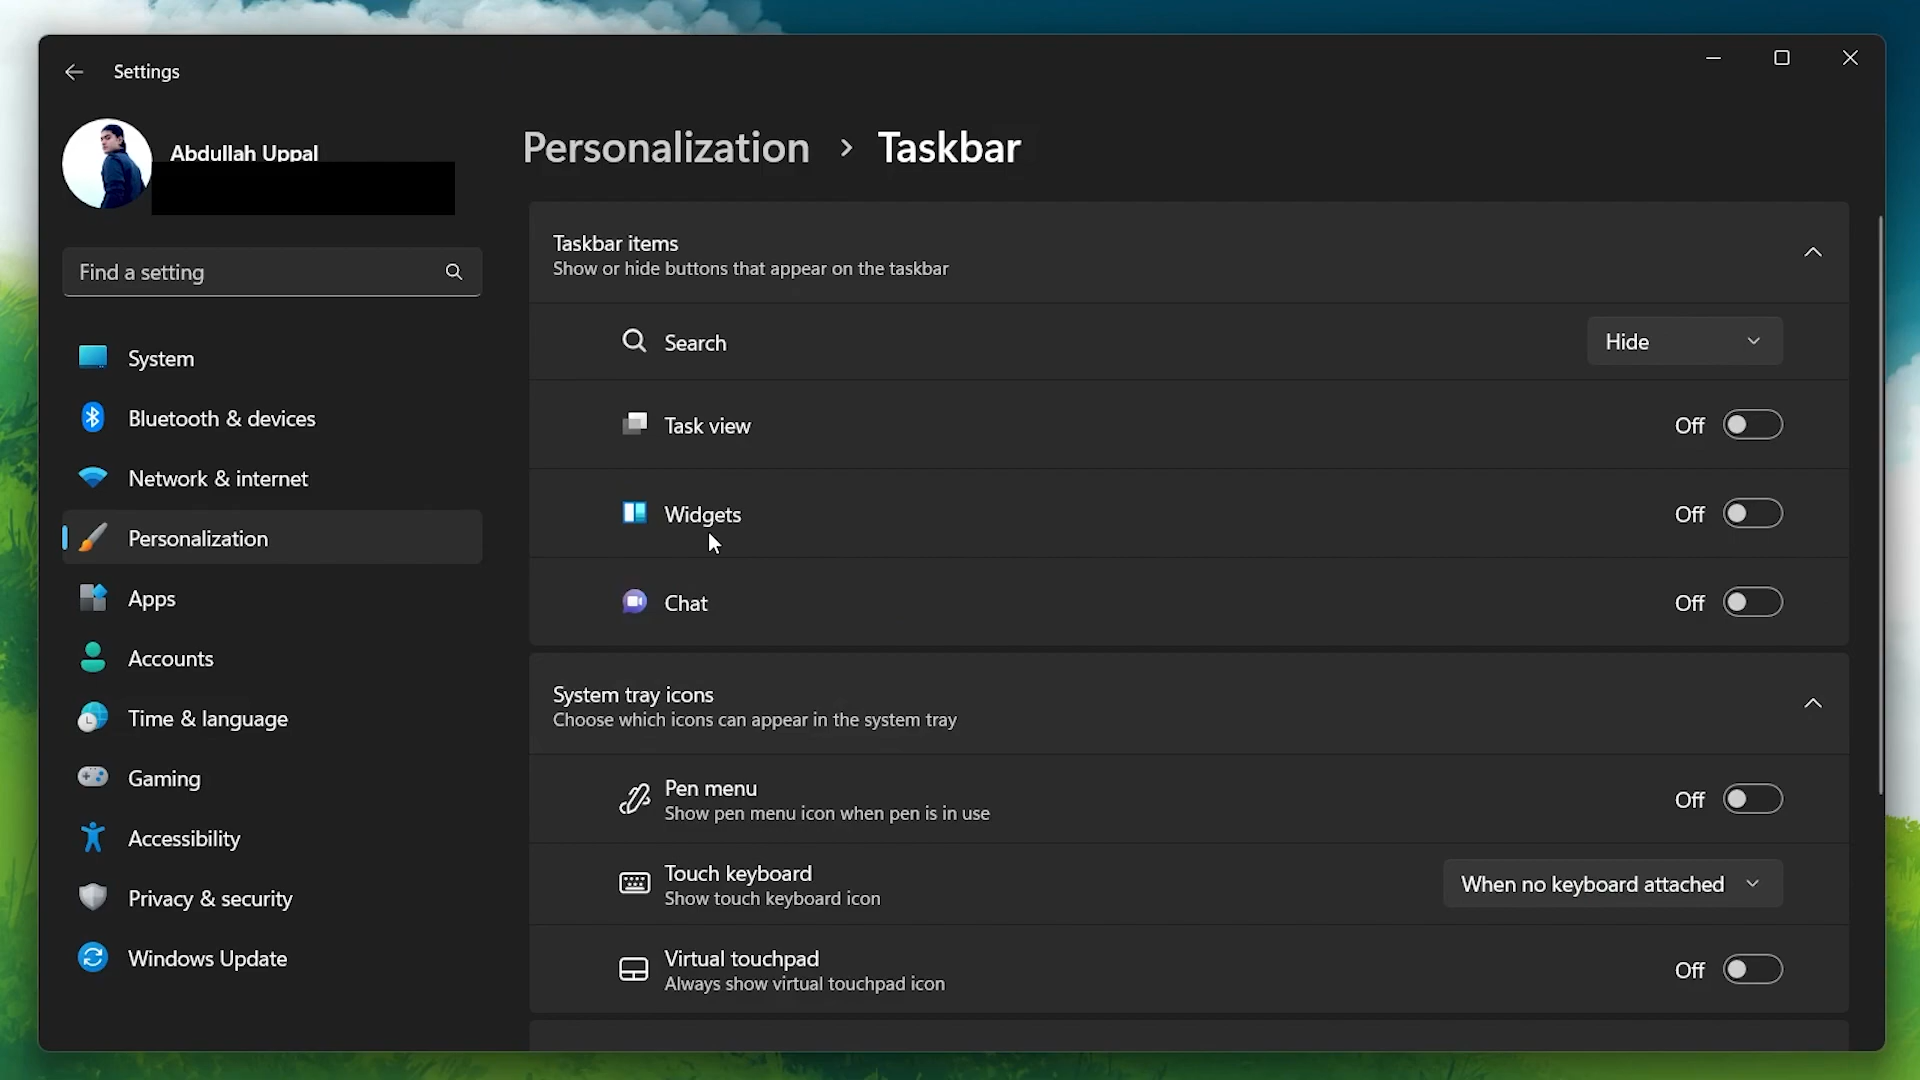 Settings
Abdullah Uppal
Find a setting
System
Bluetooth & devices
Network & internet
Personalization
Apps
Accounts
Time & language
Gaming
Accessibility
Privacy & security
Windows Update
Personalization > Taskbar
Taskbar items
Show or hide buttons that appear on the taskbar
Search Hide
Task view Off
Widgets Off
Chat Off
System tray icons
Choose which icons can appear in the system tray
Pen menu
Show pen menu icon when pen is in use
Off
Touch keyboard
Show touch keyboard icon
When no keyboard attached
Virtual touchpad
Always show virtual touchpad icon
Off